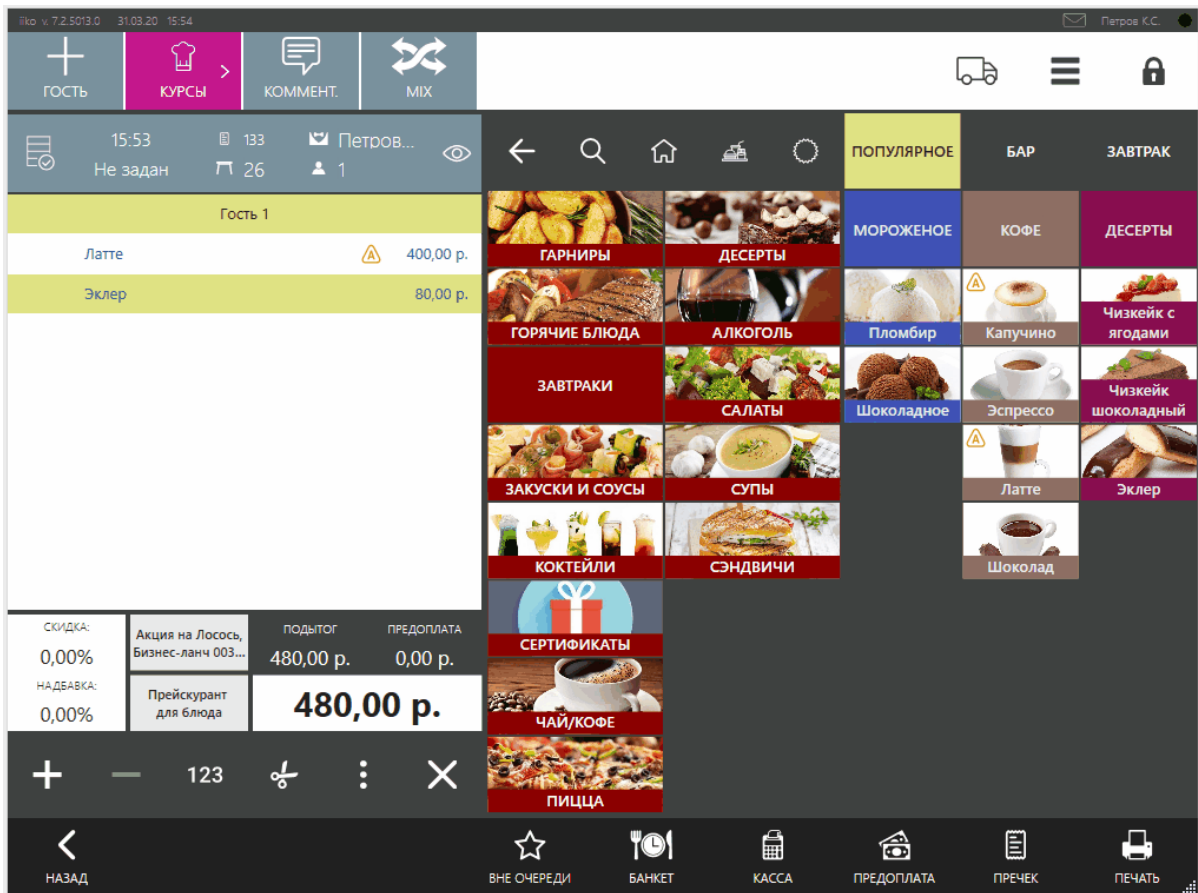 iiko v. 7.2.5013.0 31.03.20 15:54 Петров К.С.
ГОСТЬ КУРСЫ КОММЕНТ. MIX
15:53 133 Петров...
Не задан 26 1
Гость 1
Латте 400,00 р.
Эклер 80,00 р.
СКИДКА:
0,00%
НАДБАВКА:
0,00%
Акция на Лосось,
Бизнес-ланч 003...
Прейскурант
для блюда
ПОДЫТОГ ПРЕДОПЛАТА
480,00 р. 0,00 р.
480,00 р.
123
ПОПУЛЯРНОЕ БАР ЗАВТРАК
ГАРНИРЫ ДЕСЕРТЫ
ГОРЯЧИЕ БЛЮДА АЛКОГОЛЬ
ЗАВТРАКИ САЛАТЫ
ЗАКУСКИ И СОУСЫ СУПЫ
КОКТЕЙЛИ СЭНДВИЧИ
СЕРТИФИКАТЫ
ЧАЙ/КОФЕ
ПИЦЦА
МОРОЖЕНОЕ КОФЕ ДЕСЕРТЫ
Пломбир А Капучино Чизкейк с
ягодами
Шоколадное Эспрессо Чизкейк
шоколадный
А Латте Эклер
Шоколад
НАЗАД ВНЕ ОЧЕРЕДИ БАНКЕТ КАССА ПРЕДОПЛАТА ПРЕЧЕК ПЕЧАТЬ